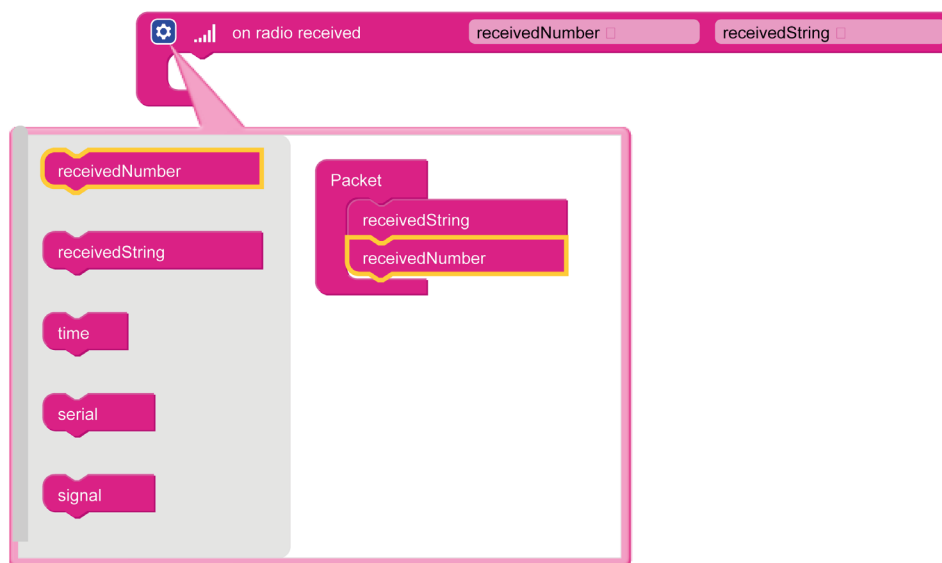 on radio received receivedNumber receivedString
receivedNumber
receivedString
time
serial
signal
Packet
receivedString
receivedNumber